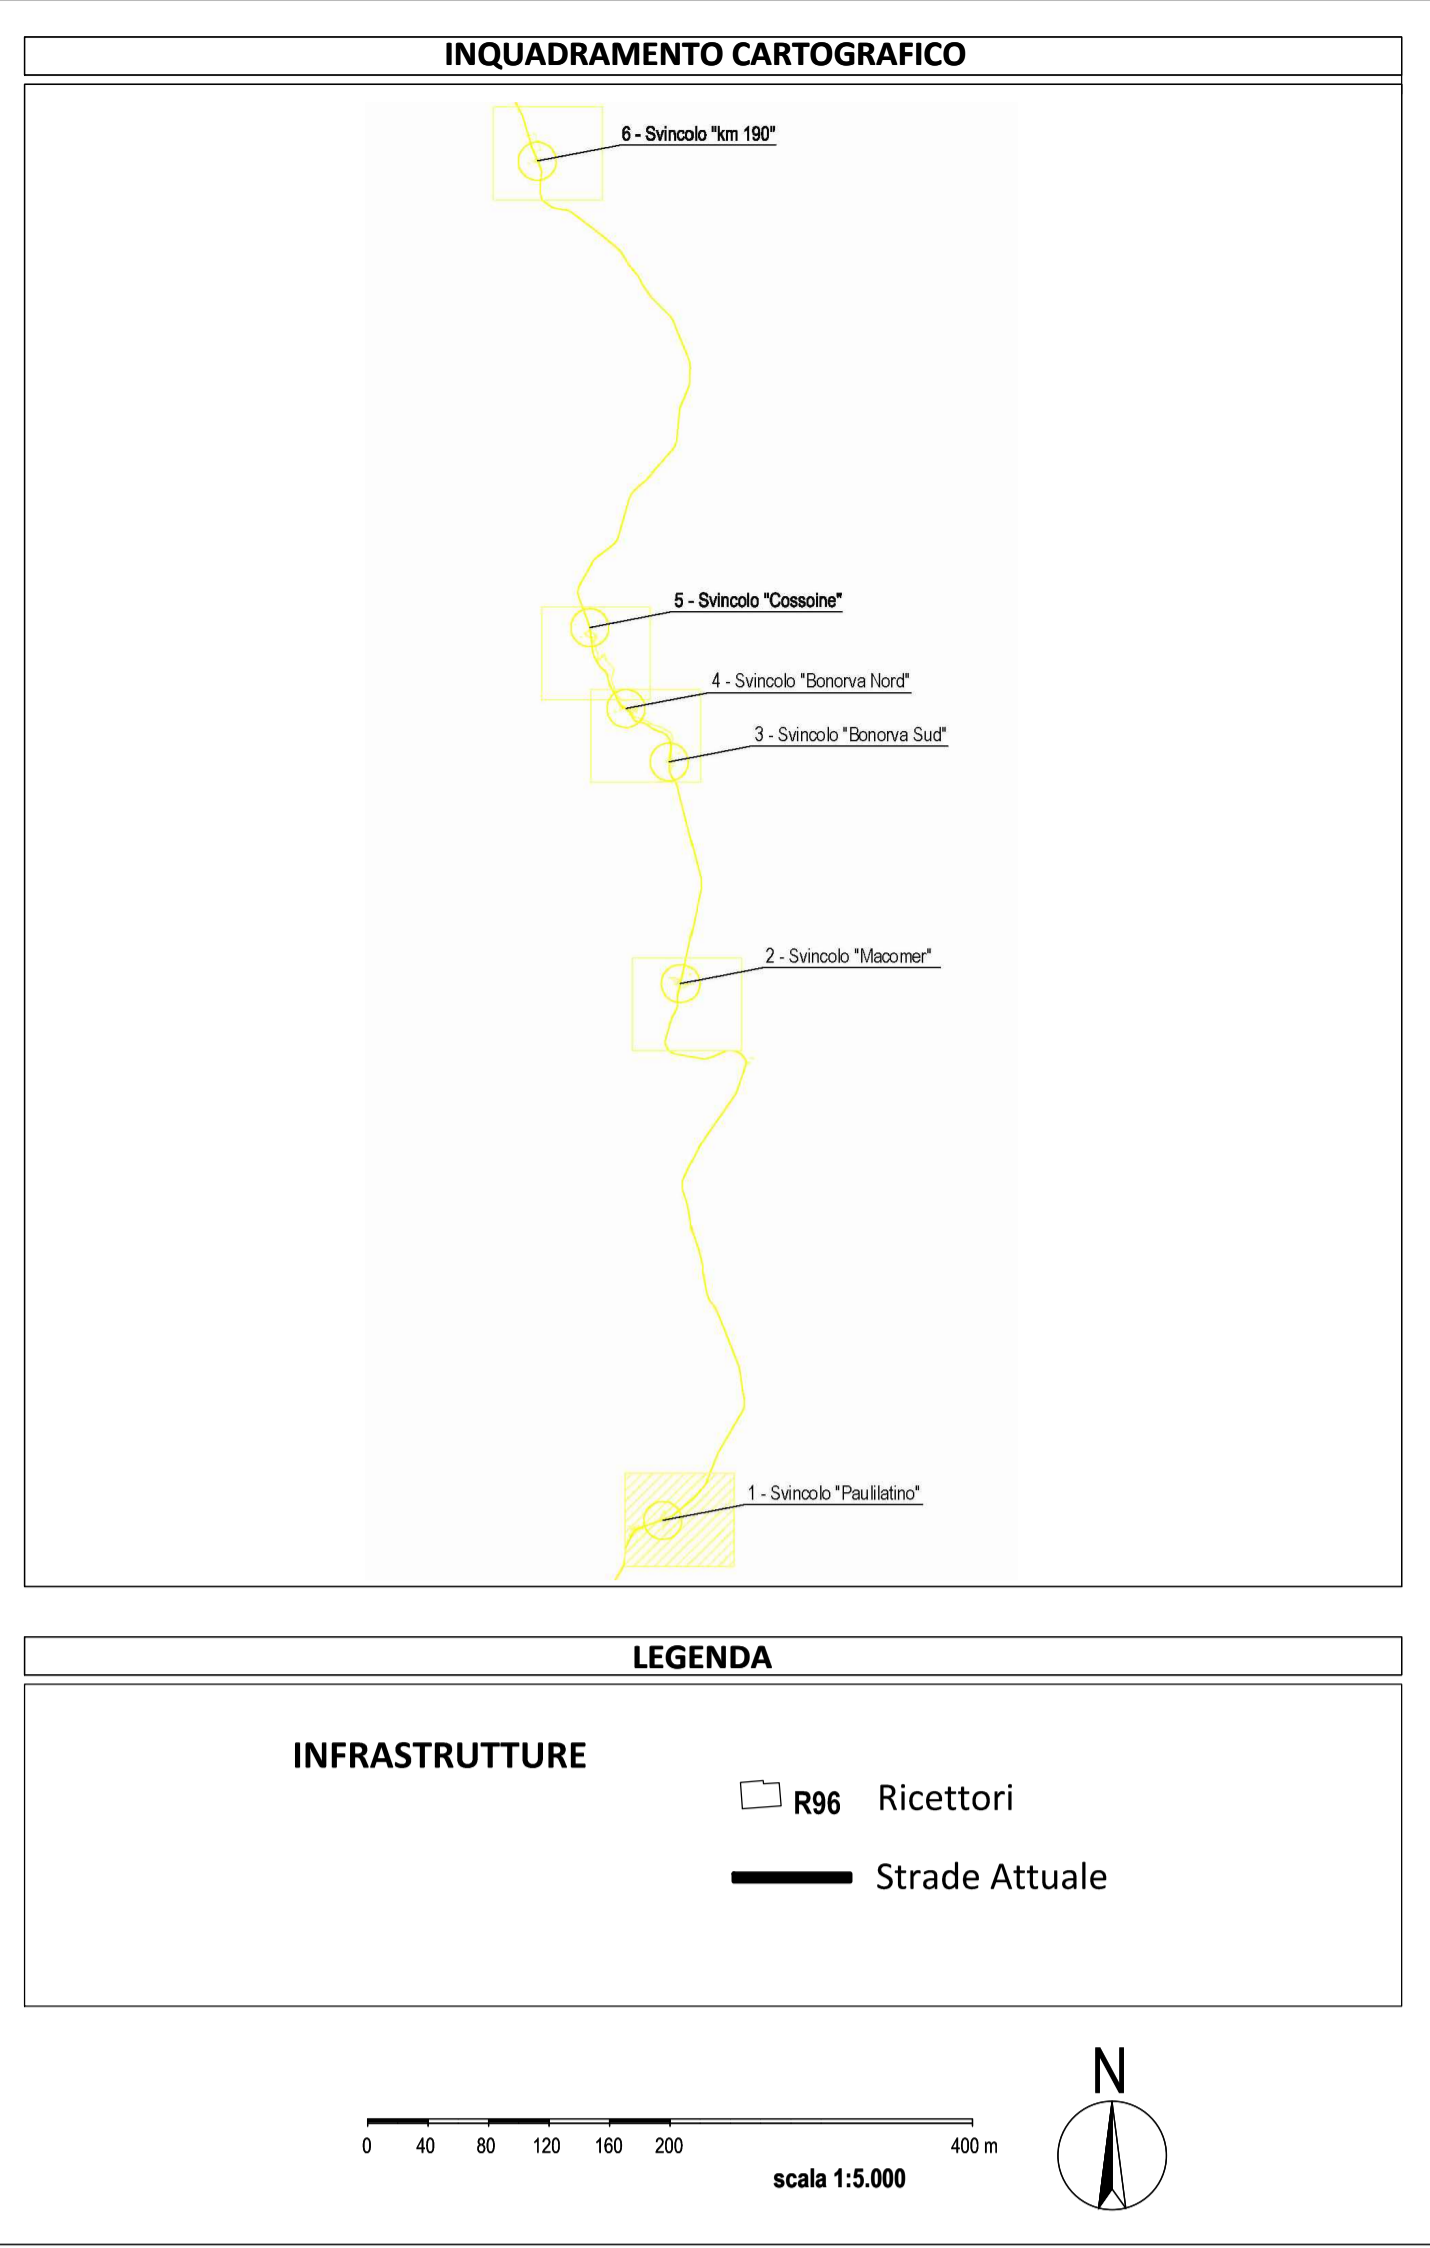 INQUADRAMENTO CARTOGRAFICO
6 - Svincolo "km 190"
5 - Svincolo "Cossoine"
4 - Svincolo "Bonorva Nord"
3 - Svincolo "Bonorva Sud"
2 - Svincolo "Macomer"
1 - Svincolo "Paulilatino"
LEGENDA
INFRASTRUTTURE
R96 Ricettori
Strade Attuale
N
0 40 80 120 160 200 400 m
scala 1:5.000